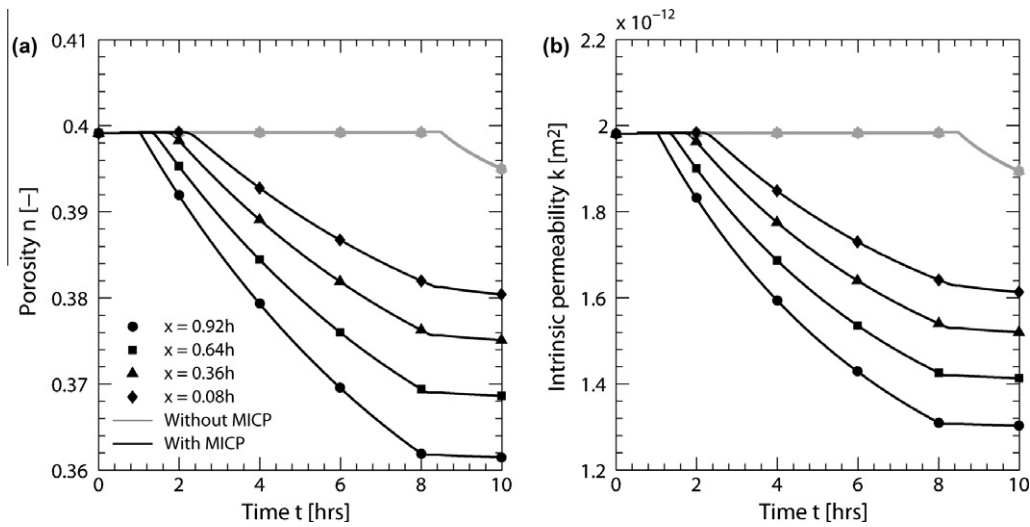 (a)
0.41
0.4
0.39
0.38
0.37
0.36
Porosity n [–]
x = 0.92h
x = 0.64h
x = 0.36h
x = 0.08h
Without MICP
With MICP
0 2 4 6 8 10
Time t [hrs]
(b)
x 10⁻¹²
2.2
2
1.8
1.6
1.4
1.2
Intrinsic permeability k [m²]
0 2 4 6 8 10
Time t [hrs]